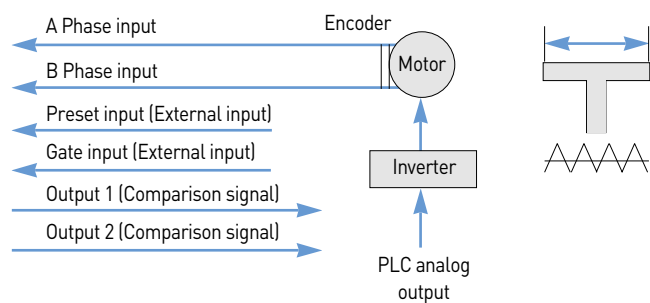 A Phase input
Encoder
B Phase input
Motor
Preset input (External input)
Gate input (External input)
Inverter
Output 1 (Comparison signal)
Output 2 (Comparison signal)
PLC analog
output